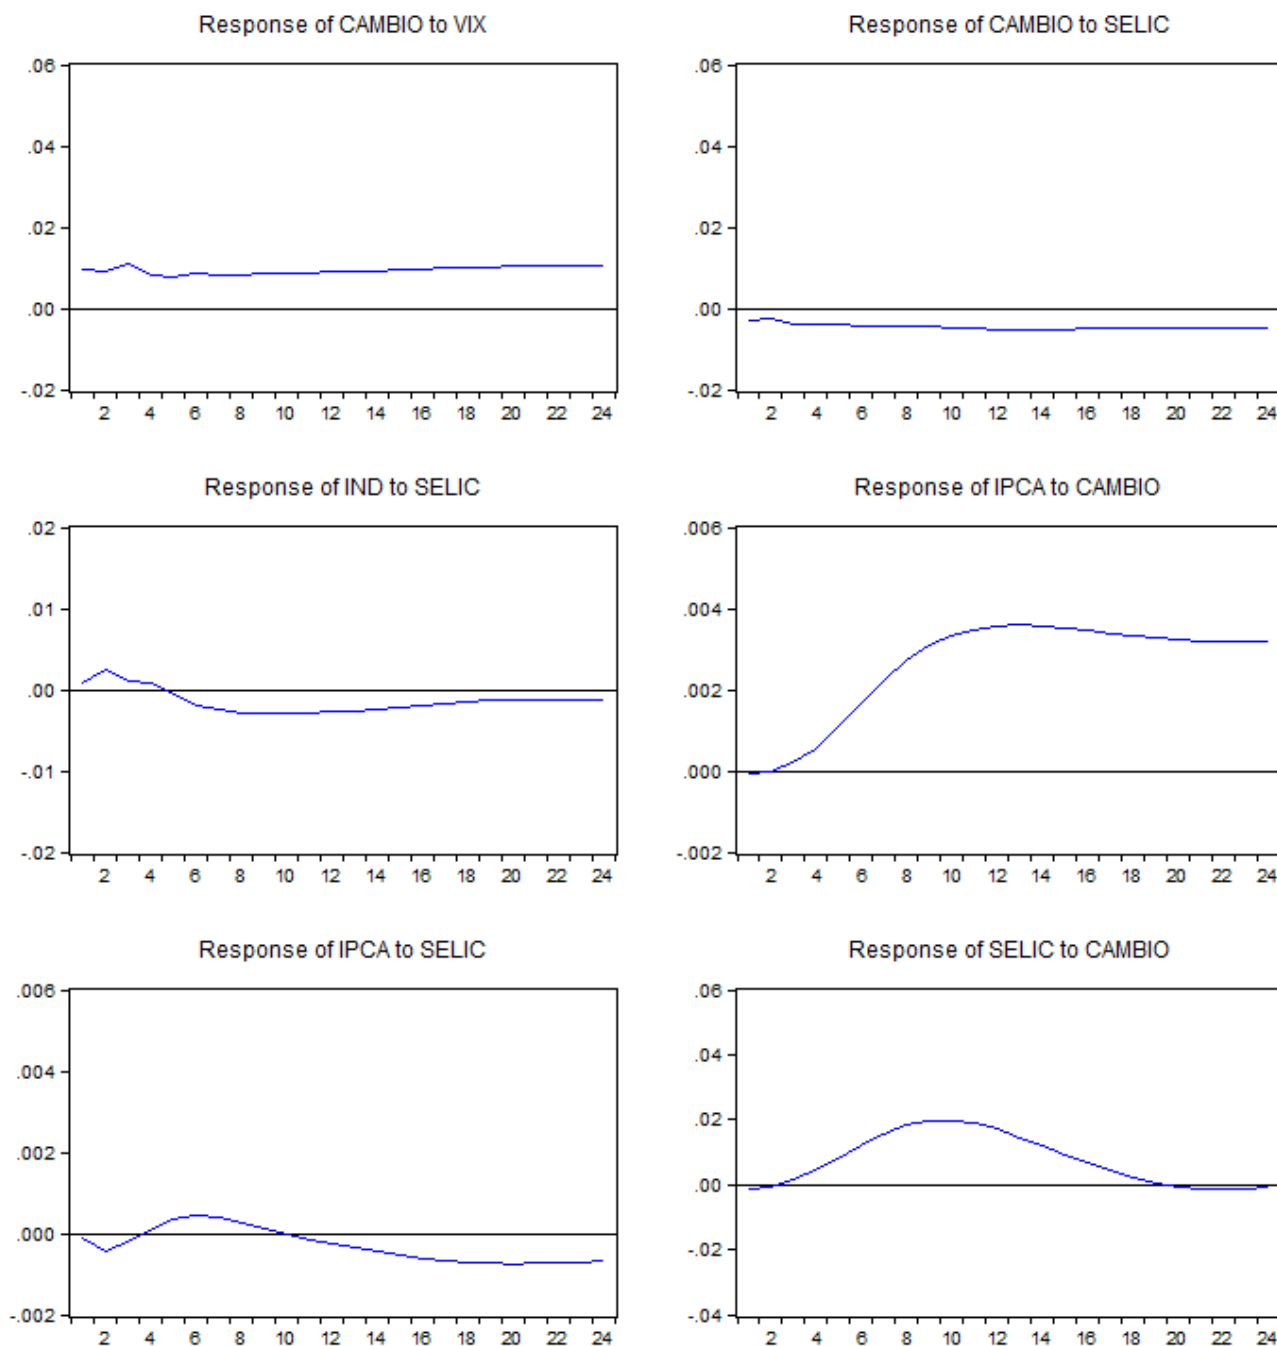 Response of CAMBIO to VIX
.06
.04
.02
.00
-.02
2 4 6 8 10 12 14 16 18 20 22 24
Response of CAMBIO to SELIC
.06
.04
.02
.00
-.02
2 4 6 8 10 12 14 16 18 20 22 24
Response of IND to SELIC
.02
.01
.00
-.01
-.02
2 4 6 8 10 12 14 16 18 20 22 24
Response of IPCA to CAMBIO
.006
.004
.002
.000
-.002
2 4 6 8 10 12 14 16 18 20 22 24
Response of IPCA to SELIC
.006
.004
.002
.000
-.002
2 4 6 8 10 12 14 16 18 20 22 24
Response of SELIC to CAMBIO
.06
.04
.02
.00
-.02
-.04
2 4 6 8 10 12 14 16 18 20 22 24